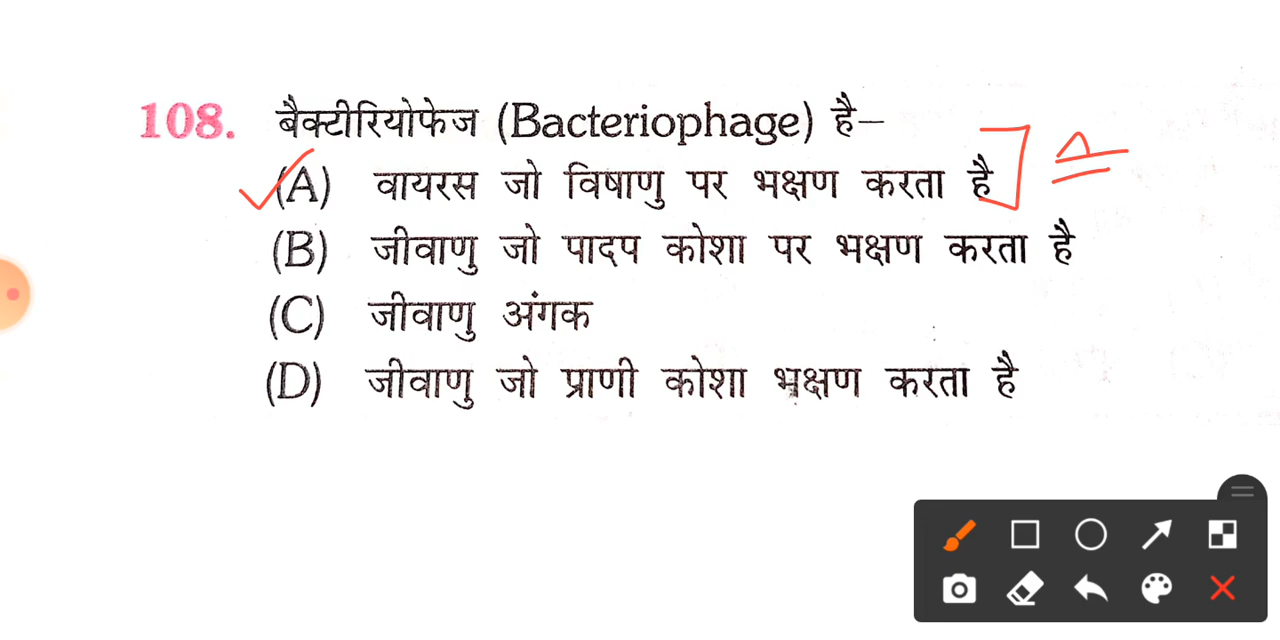 108. बैक्टीरियोफेज (Bacteriophage) है–
(A) वायरस जो विषाणु पर भक्षण करता है
(B) जीवाणु जो पादप कोशा पर भक्षण करता है
(C) जीवाणु अंगक
(D) जीवाणु जो प्राणी कोशा भक्षण करता है